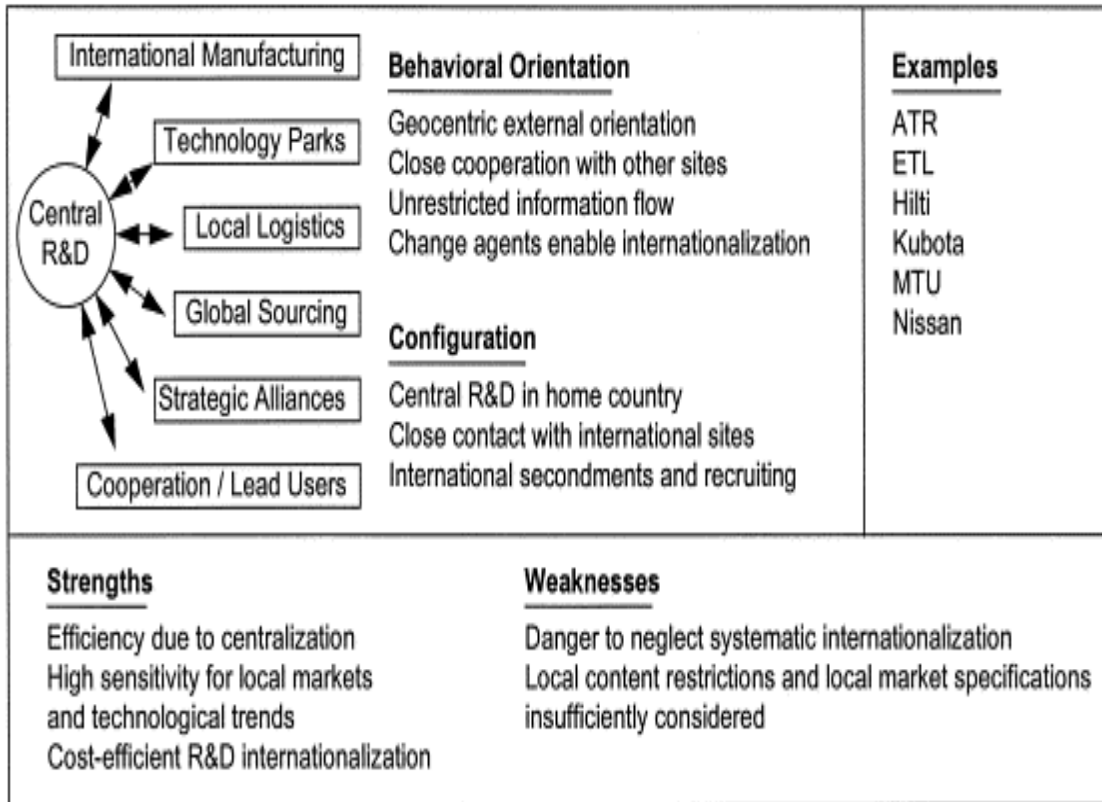 International Manufacturing
Technology Parks
Central
R&D
Local Logistics
Global Sourcing
Strategic Alliances
Cooperation / Lead Users
Behavioral Orientation
Geocentric external orientation
Close cooperation with other sites
Unrestricted information flow
Change agents enable internationalization
Configuration
Central R&D in home country
Close contact with international sites
International secondments and recruiting
Examples
ATR
ETL
Hilti
Kubota
MTU
Nissan
Strengths
Efficiency due to centralization
High sensitivity for local markets
and technological trends
Cost-efficient R&D internationalization
Weaknesses
Danger to neglect systematic internationalization
Local content restrictions and local market specifications
insufficiently considered